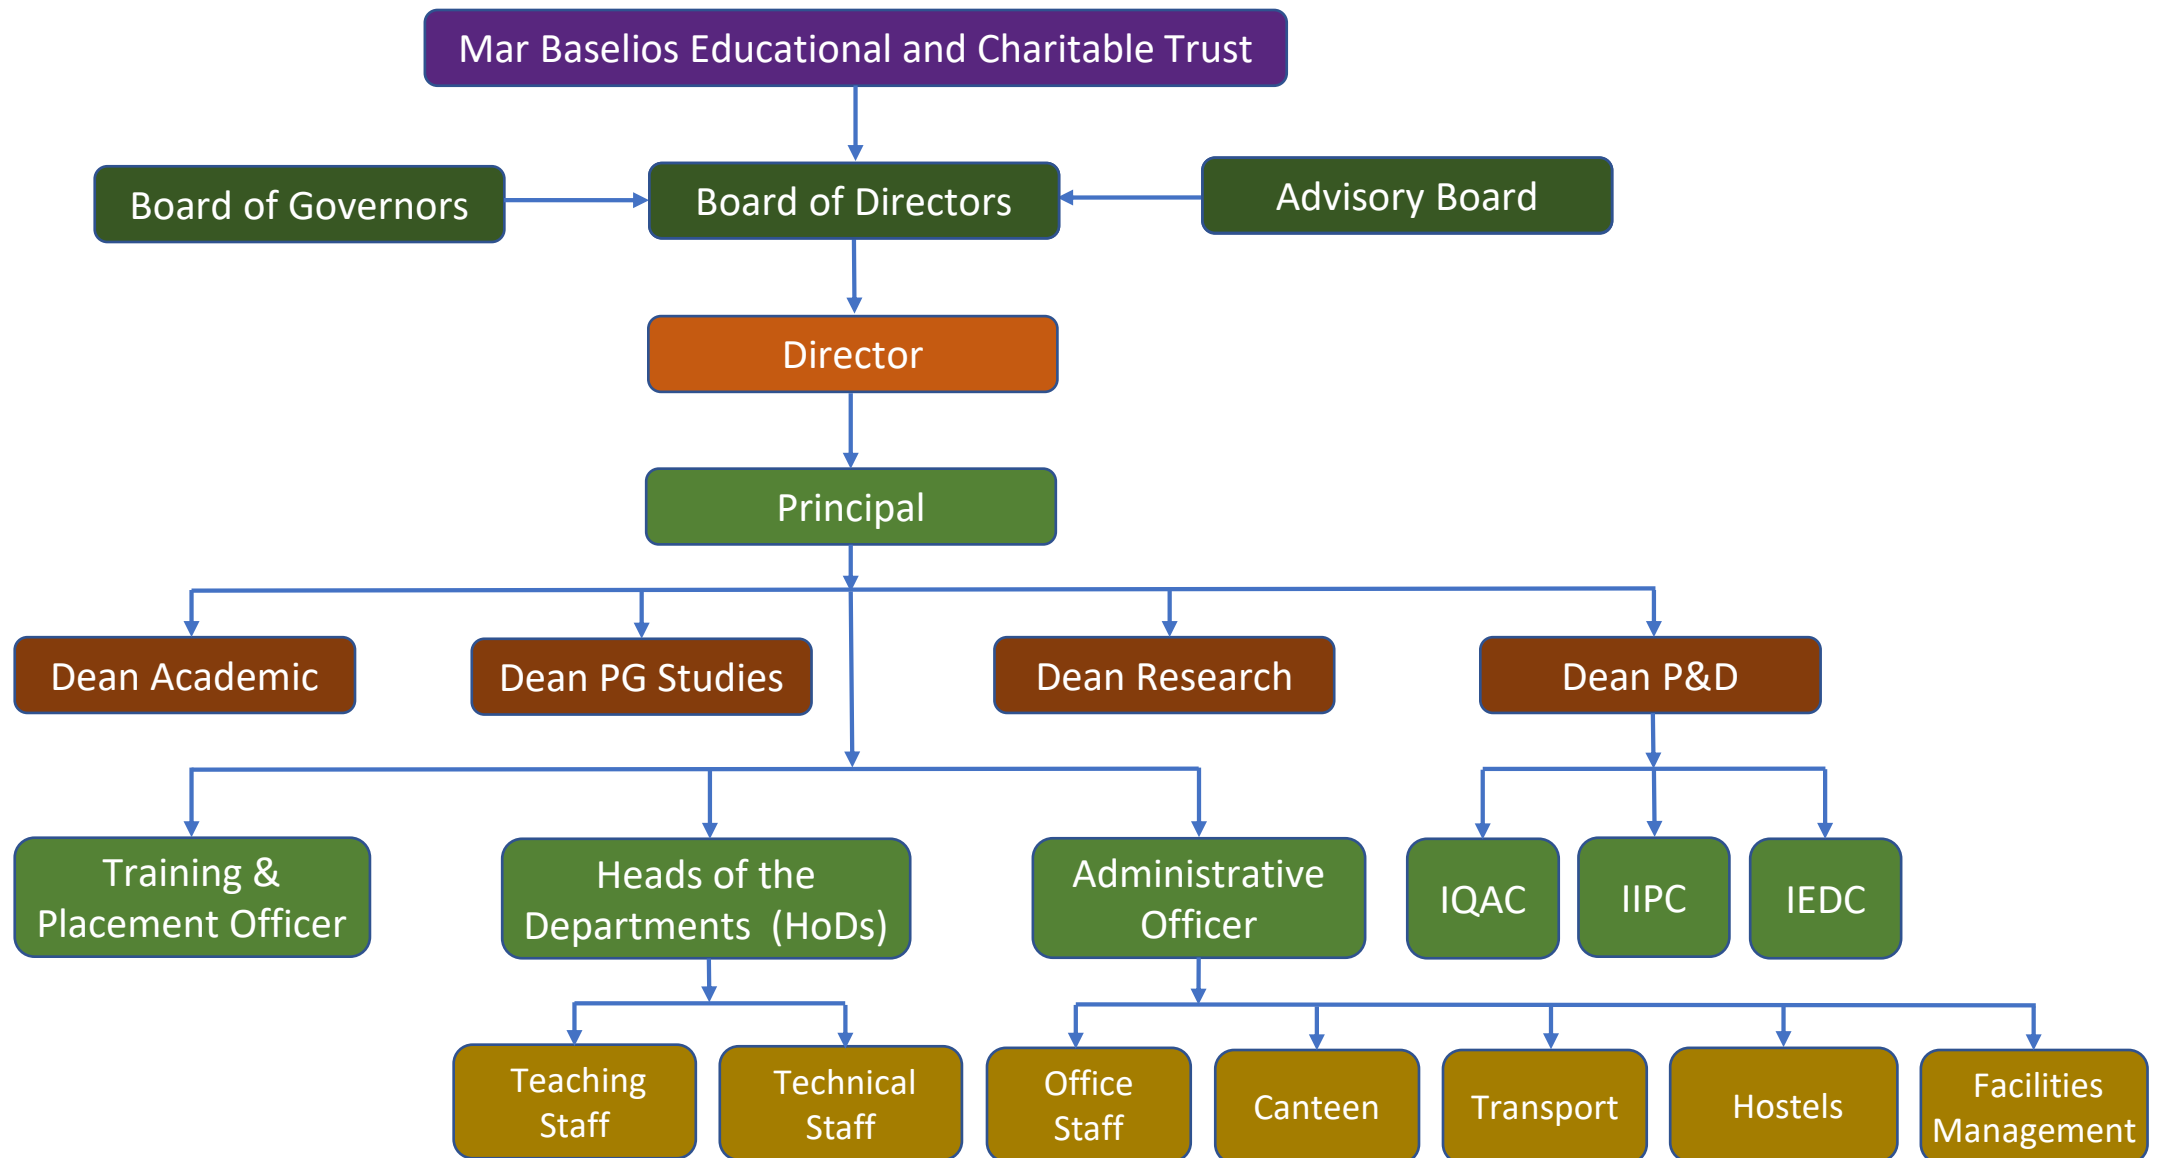 Mar Baselios Educational and Charitable Trust
Board of Governors
Board of Directors
Advisory Board
Director
Principal
Dean Academic
Dean PG Studies
Dean Research
Dean P&D
Training &
Placement Officer
Heads of the
Departments  (HoDs)
Administrative
Officer
IQAC
IIPC
IEDC
Teaching
Staff
Technical
Staff
Office
Staff
Canteen
Transport
Hostels
Facilities
Management